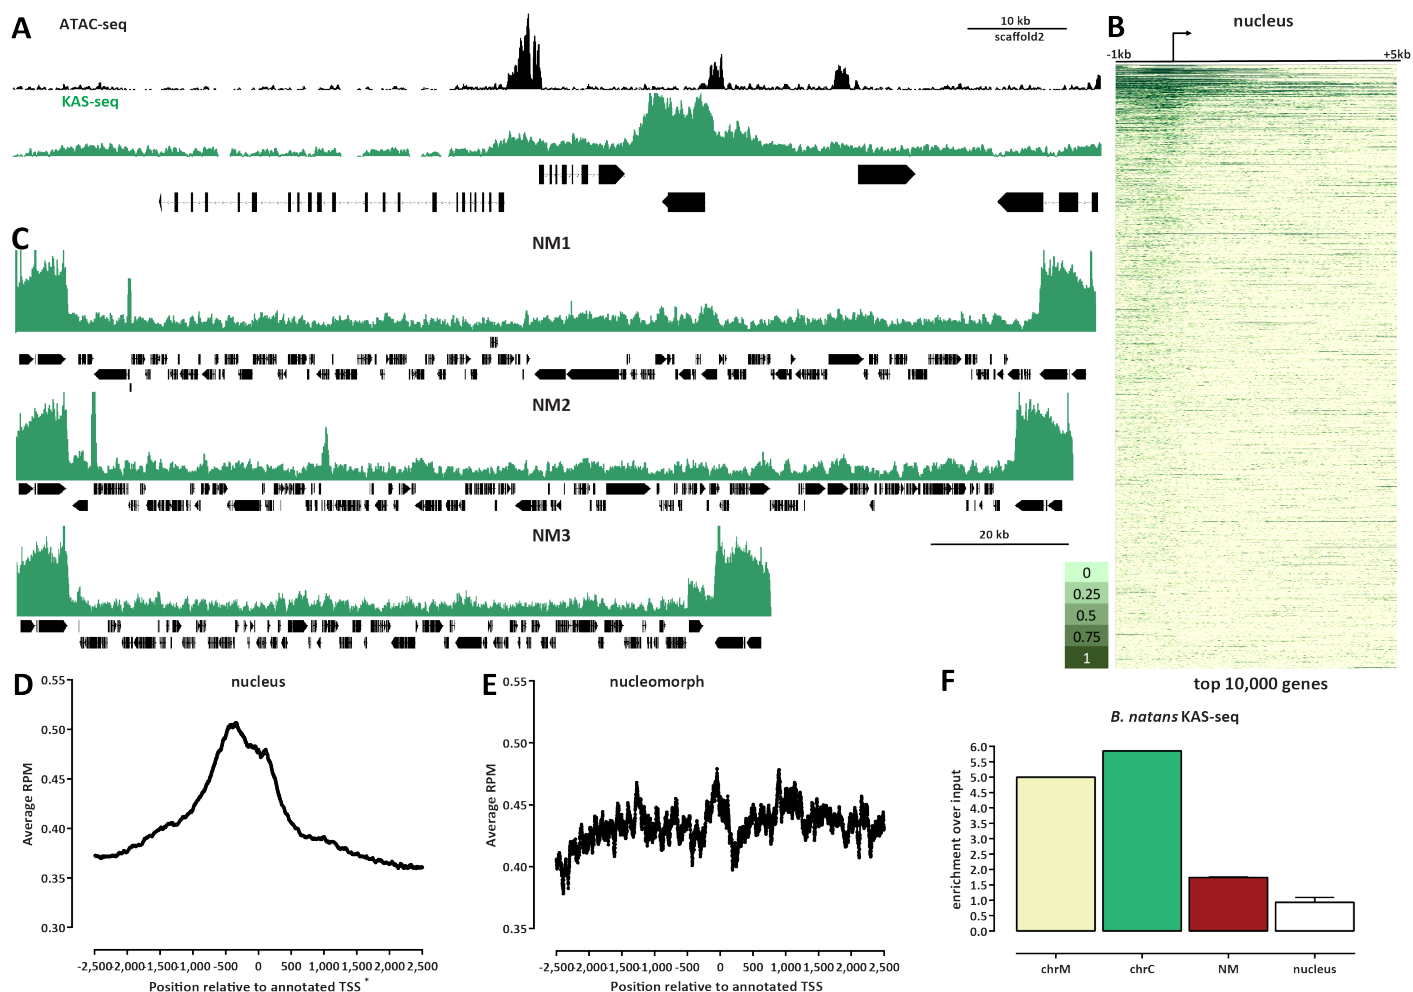 A
ATAC-seq
10 kb
scaffold2
KAS-seq
B
nucleus
-1kb
+5kb
C
NM1
NM2
NM3
20 kb
0
0.25
0.5
0.75
1
top 10,000 genes
D
nucleus
0.55
0.50
0.45
0.40
0.35
0.30
Average RPM
-2,500 -2,000 -1,500 -1,000 -500 0 500 1,000 1,500 2,000 2,500
Position relative to annotated TSS *
E
nucleomorph
0.55
0.50
0.45
0.40
0.35
Average RPM
-2,500 -2,000 -1,500 -1,000 -500 0 500 1,000 1,500 2,000 2,500
Position relative to annotated TSS
F
B. natans KAS-seq
6.0
5.5
5.0
4.5
4.0
3.5
3.0
2.5
2.0
1.5
1.0
0.5
0.0
enrichment over input
chrM chrC NM nucleus